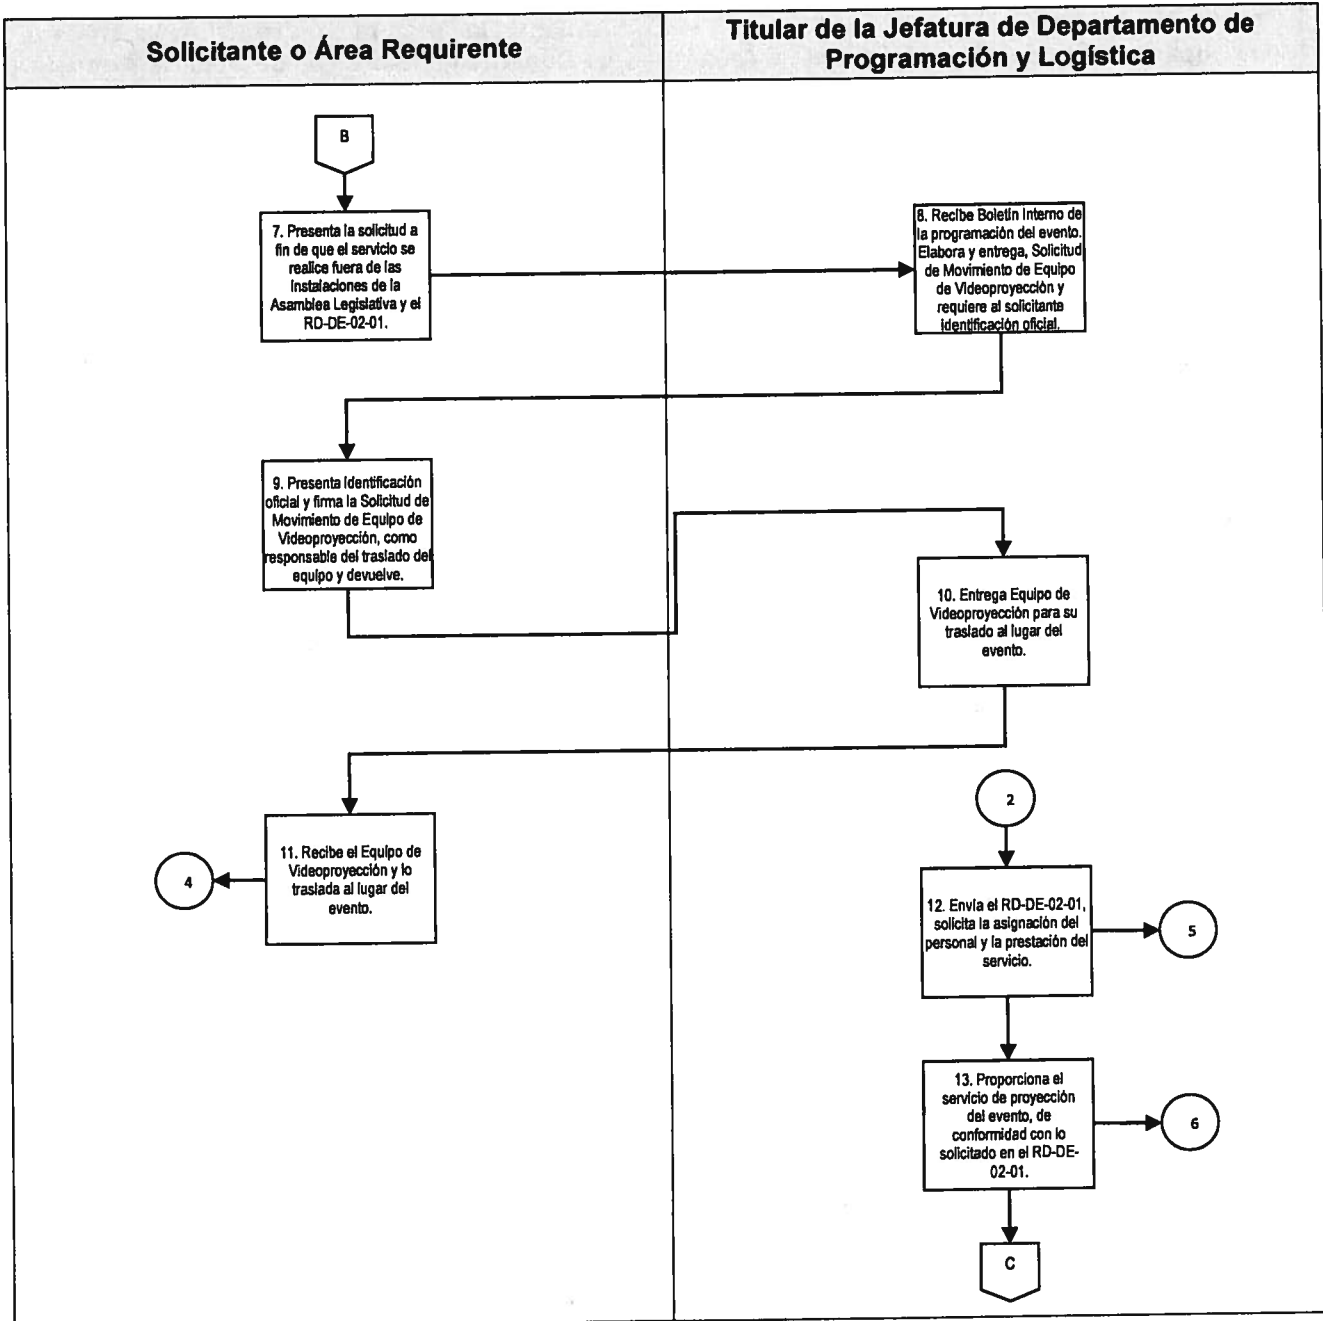 Solicitante o Área Requirente
Titular de la Jefatura de Departamento de
Programación y Logística
B
7. Presenta la solicitud a
fin de que el servicio se
realice fuera de las
Instalaciones de la
Asamblea Legislativa y el
RD-DE-02-01.
8. Recibe Boletín Interno de
la programación del evento.
Elabora y entrega, Solicitud
de Movimiento de Equipo
de Videoproyección y
requiere al solicitante
identificación oficial.
9. Presenta Identificación
oficial y firma la Solicitud de
Movimiento de Equipo de
Videoproyección, como
responsable del traslado del
equipo y devuelve.
10. Entrega Equipo de
Videoproyección para su
traslado al lugar del
evento.
11. Recibe el Equipo de
Videoproyección y lo
traslada al lugar del
evento.
4
2
12. Envía el RD-DE-02-01,
solicita la asignación del
personal y la prestación del
servicio.
5
13. Proporciona el
servicio de proyección
del evento, de
conformidad con lo
solicitado en el RD-DE-
02-01.
6
C